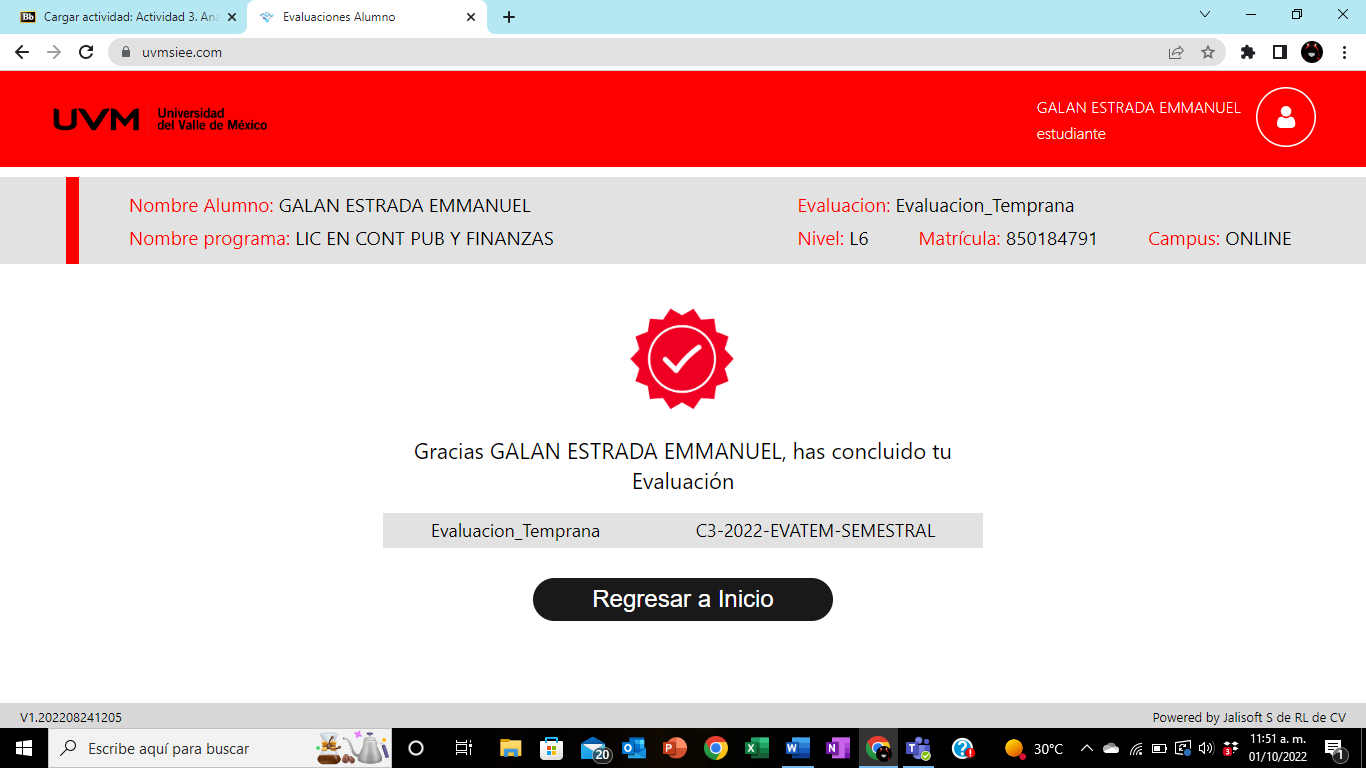 Bb Cargar actividad: Actividad 3. Ana
Evaluaciones Alumno
uvmsiee.com
UVM Universidad del Valle de México
GALAN ESTRADA EMMANUEL
estudiante
Nombre Alumno: GALAN ESTRADA EMMANUEL
Evaluacion: Evaluacion_Temprana
Nombre programa: LIC EN CONT PUB Y FINANZAS
Nivel: L6 Matrícula: 850184791 Campus: ONLINE
Gracias GALAN ESTRADA EMMANUEL, has concluido tu
Evaluación
Evaluacion_Temprana C3-2022-EVATEM-SEMESTRAL
Regresar a Inicio
V1.202208241205
Powered by Jalisoft S de RL de CV
Escribe aquí para buscar
20
30°C
3
11:51 a. m.
01/10/2022
1